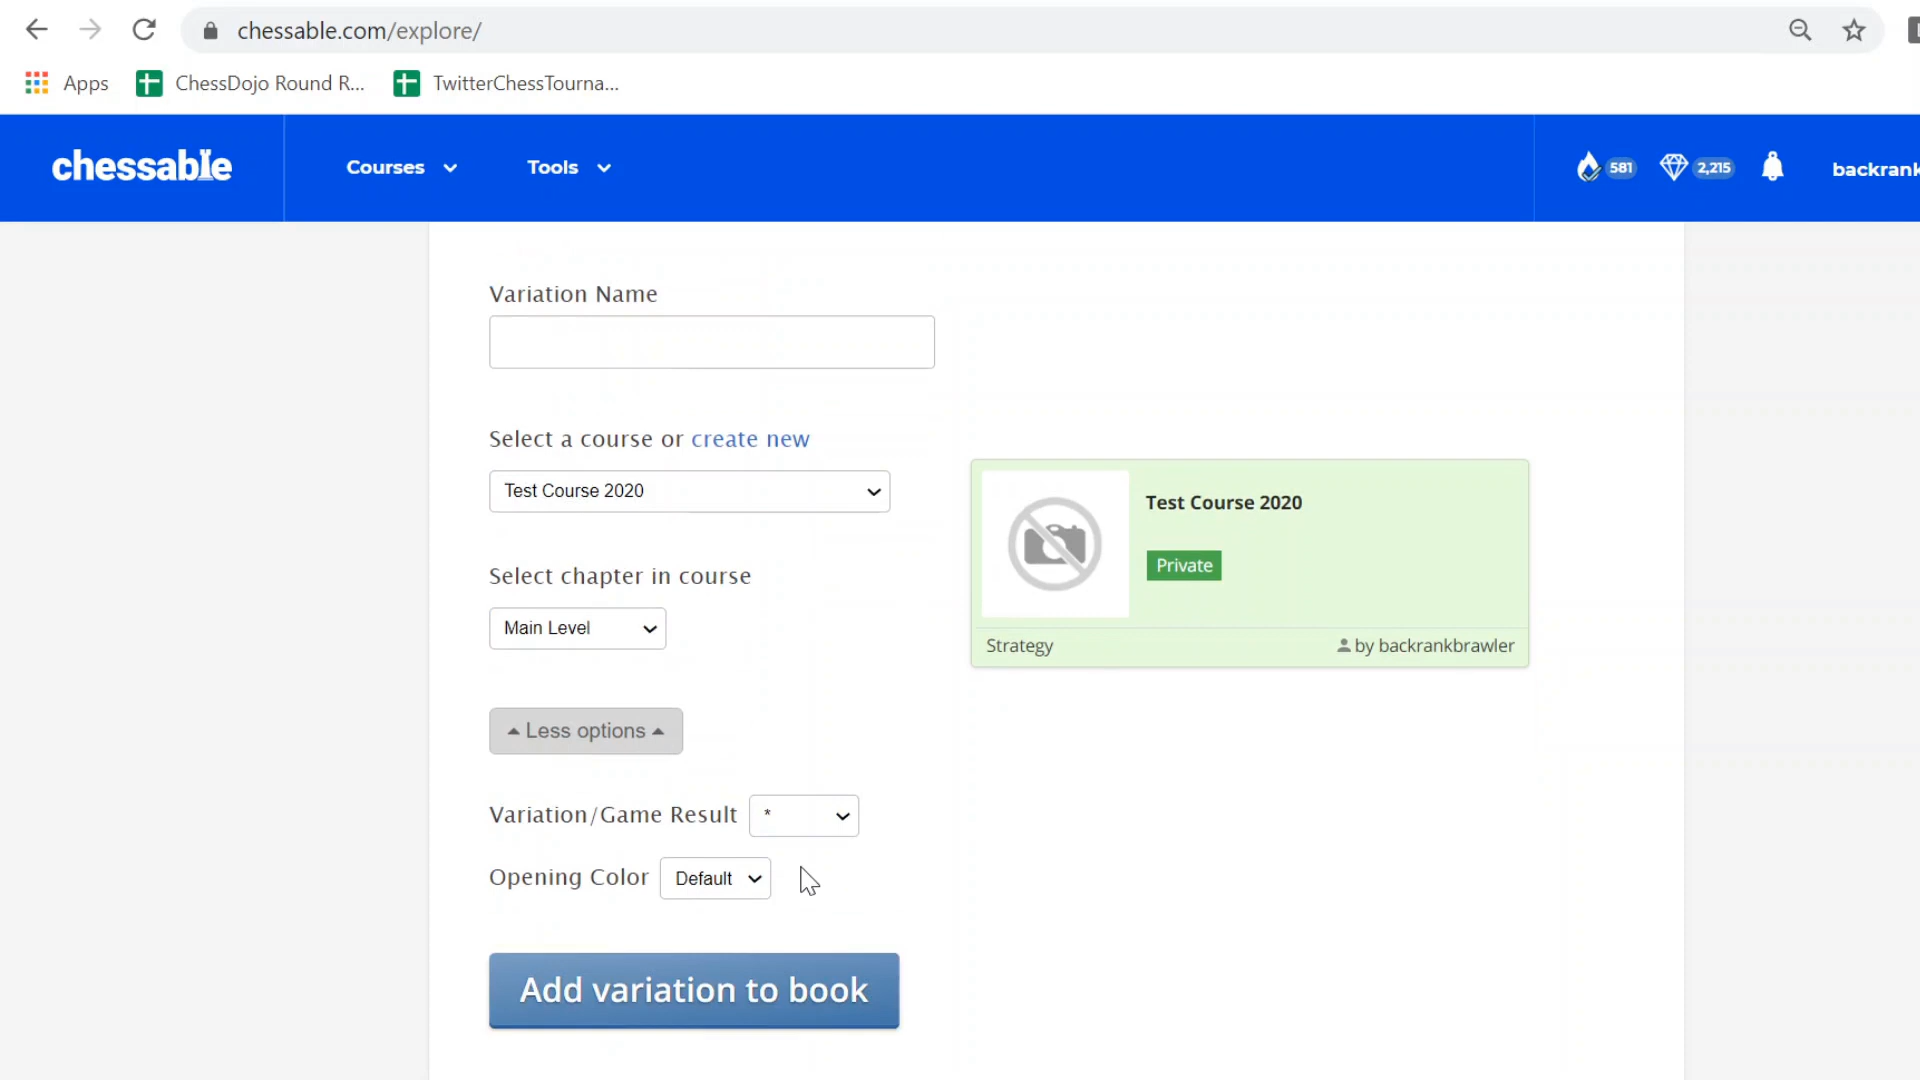 chessable.com/explore/
Apps ChessDojo Round R... TwitterChessTourna...
chessable Courses Tools 581 2,215 backrank
Variation Name
Select a course or create new
Test Course 2020
Test Course 2020
Private
Select chapter in course
Main Level
Strategy by backrankbrawler
Less options
Variation/Game Result *
Opening Color Default
Add variation to book